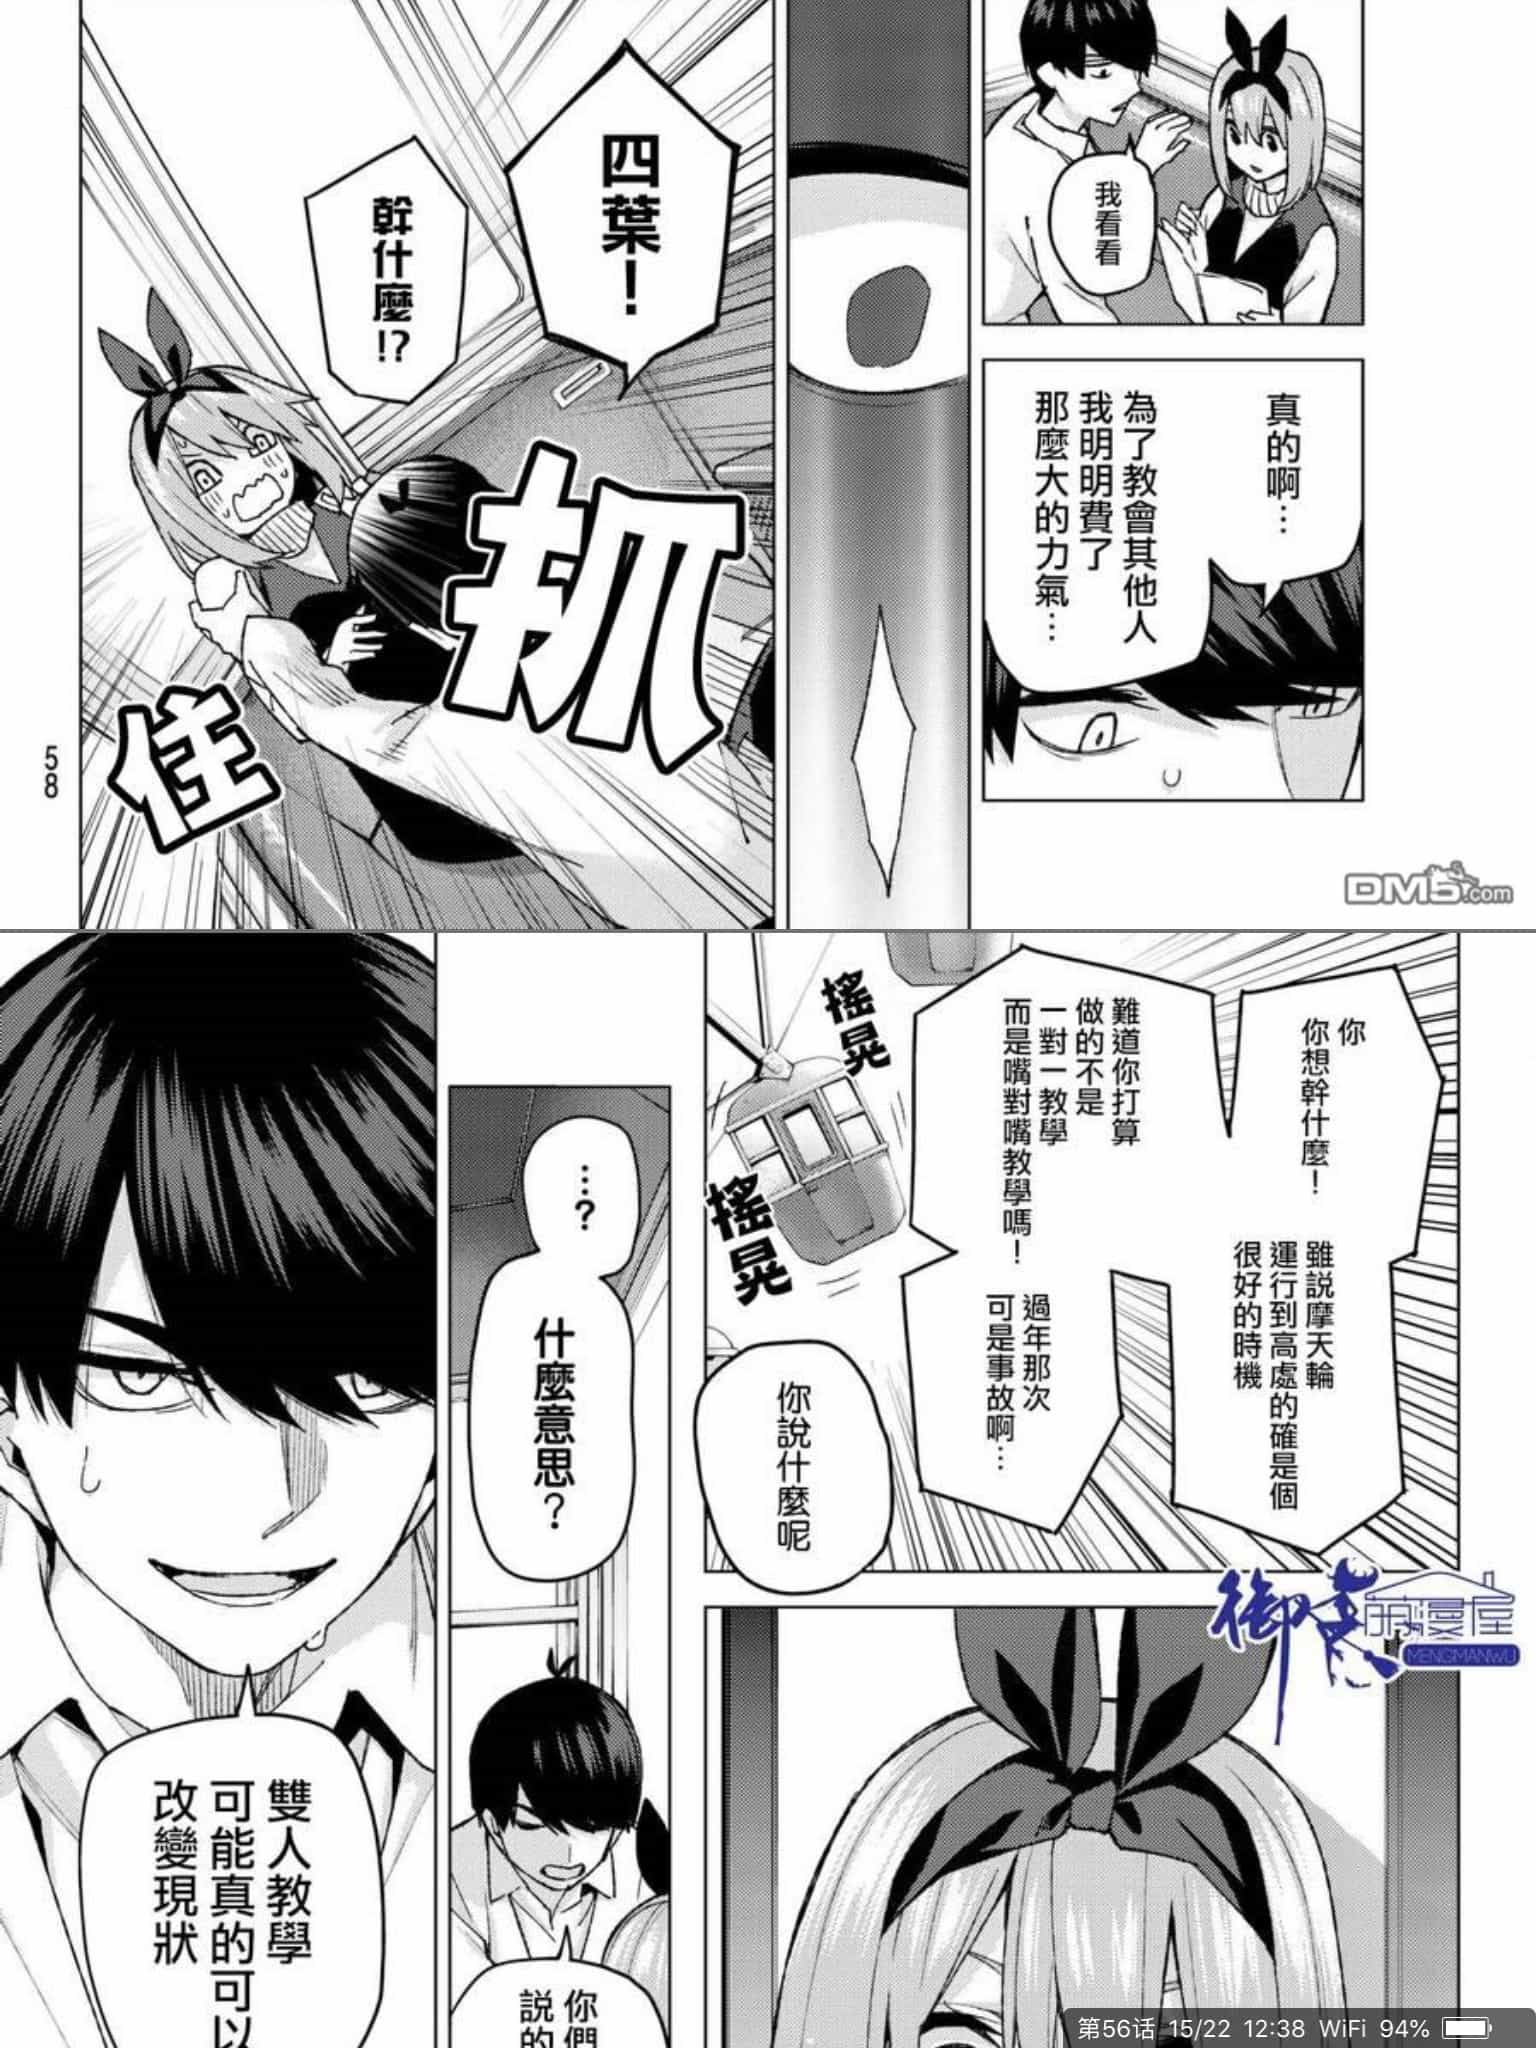 我看看
真的啊…
為了教會其他人
我明明費了
那麼大的力氣…
四葉！
幹什麼!?
抓
住
58
DM5.com
你
你想幹什麼！
雖説摩天輪
運行到高處的確是個
很好的時機
難道你打算
做的不是
一對一教學
而是嘴對嘴教學嗎！
過年那次
可是事故啊…
搖晃
搖晃
你說什麼呢
御
萌漫屋
MENGMANWU
…？
什麼意思？
你們
説的
雙人教學
可能真的可以
改變現狀
第56话 15/22 12:38 WiFi 94%